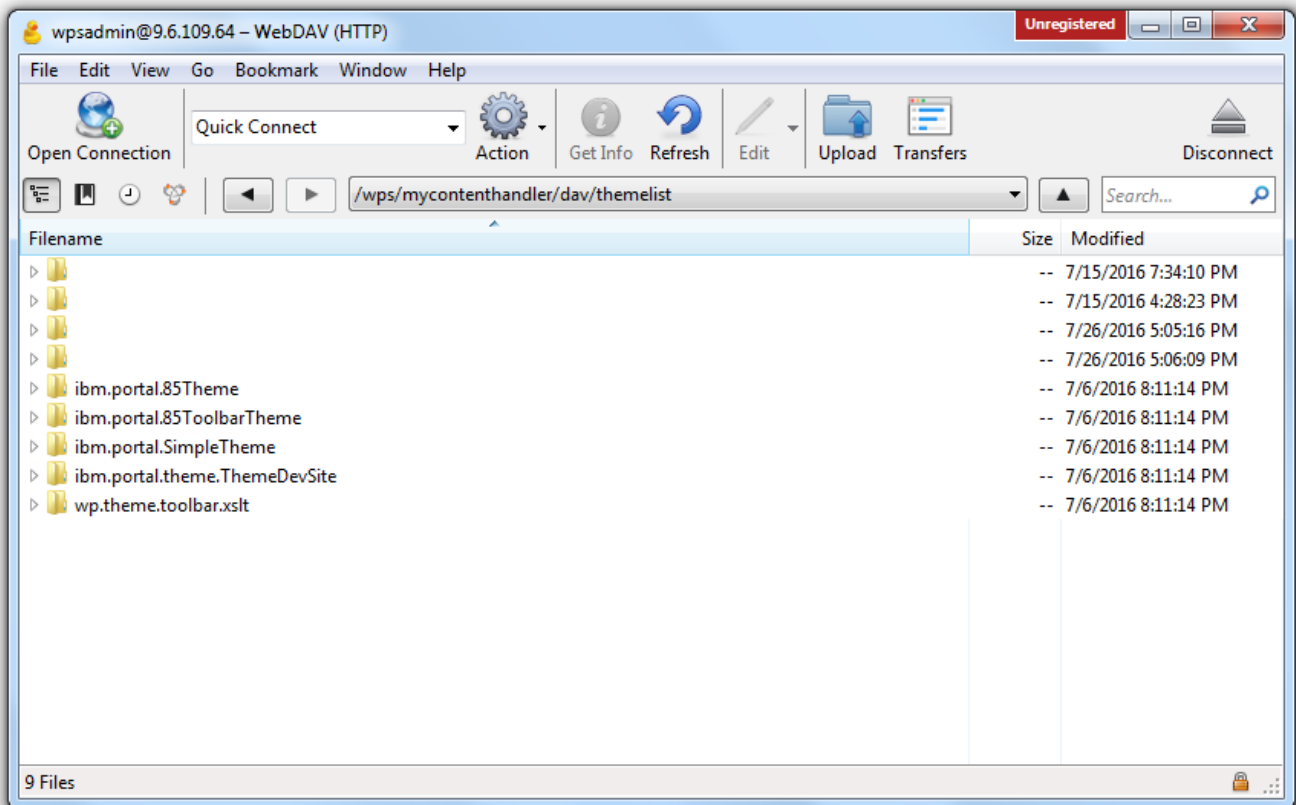 wpsadmin@9.6.109.64 – WebDAV (HTTP) Unregistered
File Edit View Go Bookmark Window Help
Quick Connect
Open Connection Action Get Info Refresh Edit Upload Transfers Disconnect
/wps/mycontenthandler/dav/themelist Search...
Filename Size Modified
-- 7/15/2016 7:34:10 PM
-- 7/15/2016 4:28:23 PM
-- 7/26/2016 5:05:16 PM
-- 7/26/2016 5:06:09 PM
ibm.portal.85Theme -- 7/6/2016 8:11:14 PM
ibm.portal.85ToolbarTheme -- 7/6/2016 8:11:14 PM
ibm.portal.SimpleTheme -- 7/6/2016 8:11:14 PM
ibm.portal.theme.ThemeDevSite -- 7/6/2016 8:11:14 PM
wp.theme.toolbar.xslt -- 7/6/2016 8:11:14 PM
9 Files